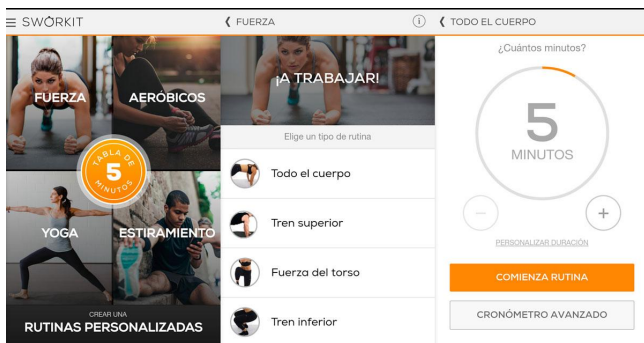 SWORKIT
FUERZA
AERÓBICOS
TABLA DE
5
MINUTOS
YOGA
ESTIRAMIENTO
CREAR UNA
RUTINAS PERSONALIZADAS
FUERZA
¡A TRABAJAR!
Elige un tipo de rutina
Todo el cuerpo
Tren superior
Fuerza del torso
Tren inferior
TODO EL CUERPO
¿Cuántos minutos?
5
MINUTOS
PERSONALIZAR DURACIÓN
COMIENZA RUTINA
CRONÓMETRO AVANZADO